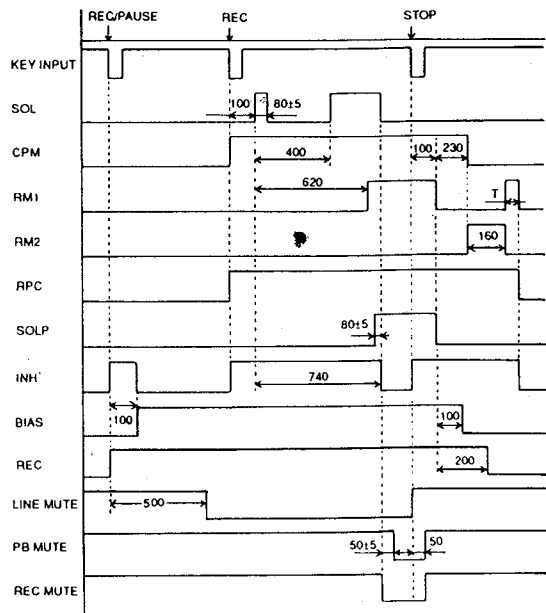 REC/PAUSE REC STOP
KEY INPUT
SOL 100 80±5
CPM 400 100 230
RM1 620 T
RM2 160
RPC
SOLP 80±5
INH 740
BIAS 100 100
REC 200
LINE MUTE 500
PB MUTE 50±5 50
REC MUTE